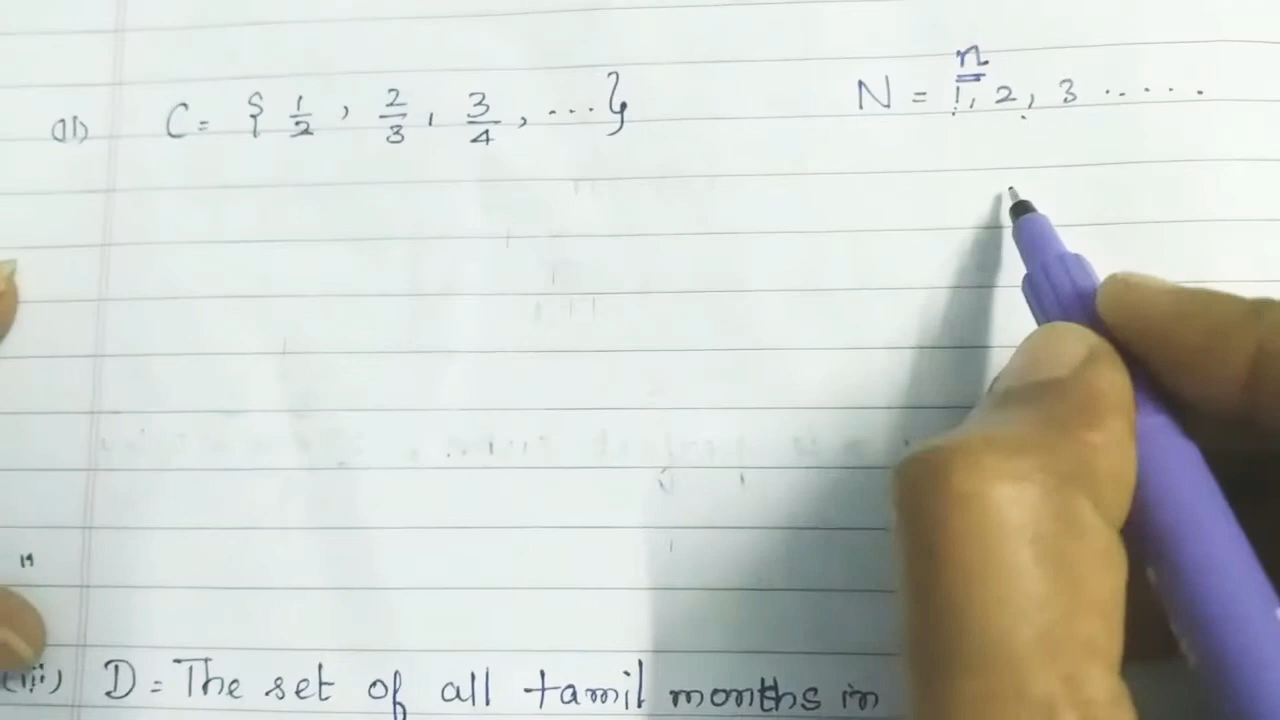 (ii) C = { 1/2 , 2/3 , 3/4 , ... }
N = 1, 2, 3 .....
n
(iii) D = The set of all tamil months in